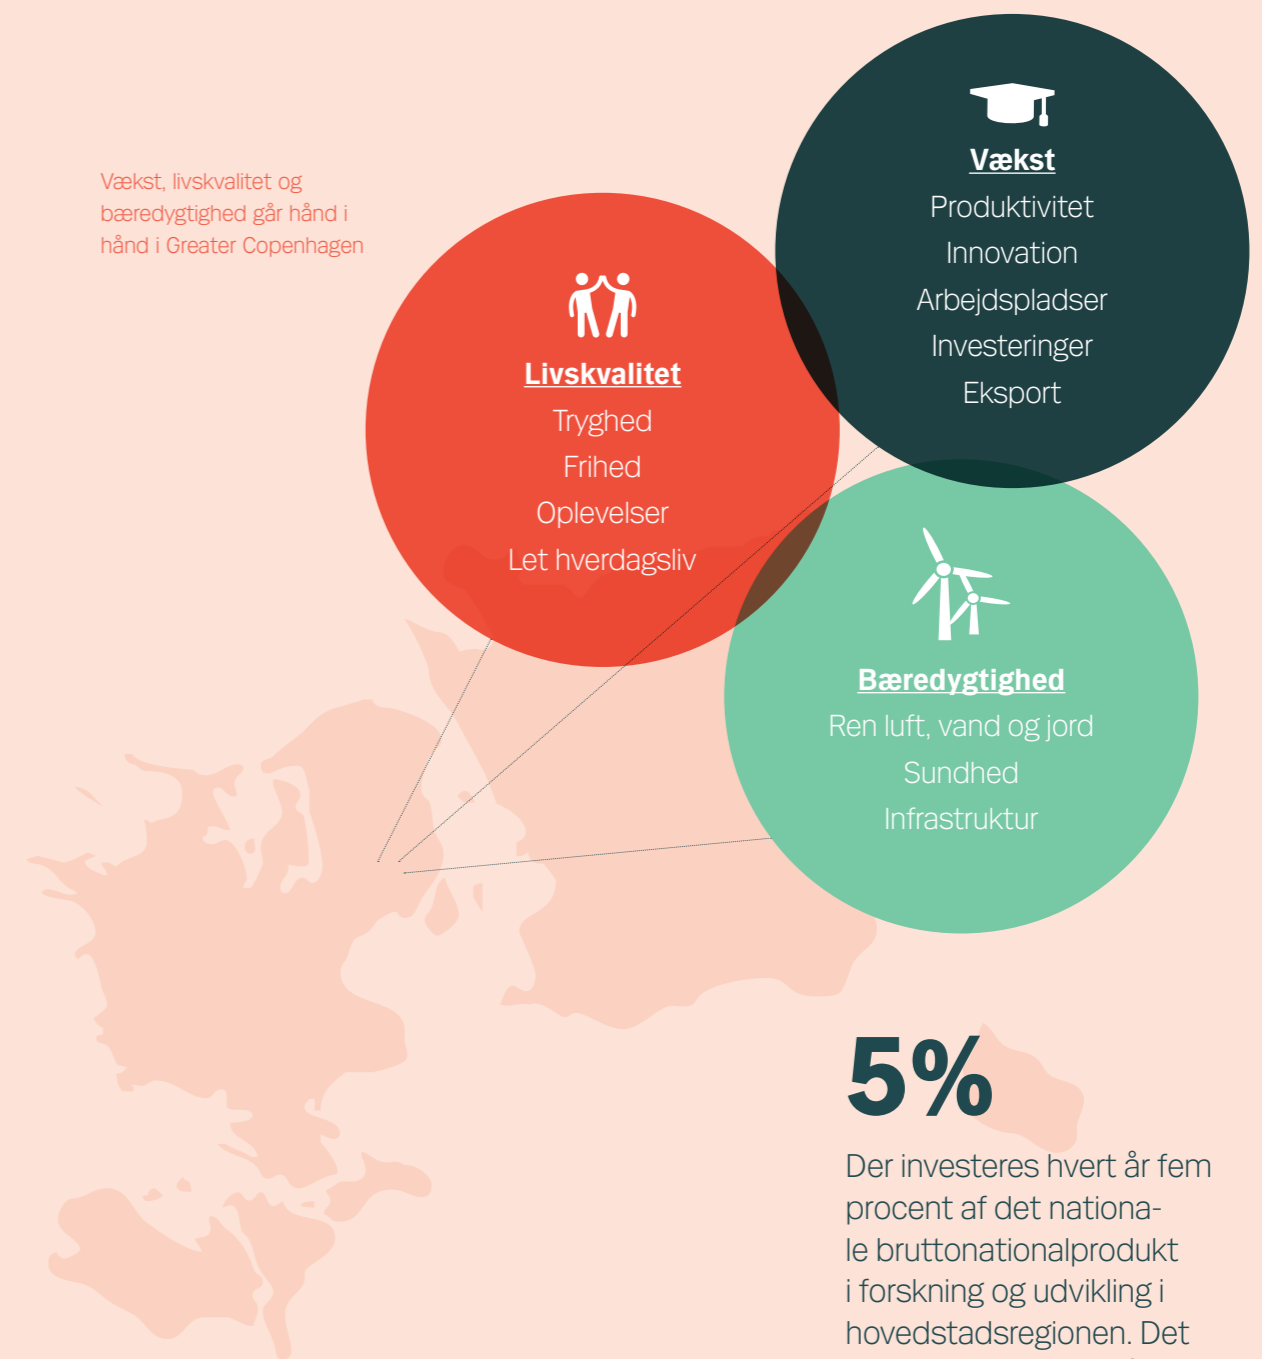 Vækst, livskvalitet og
bæredygtighed går hånd i
hånd i Greater Copenhagen
Vækst
Produktivitet
Innovation
Arbejdspladser
Investeringer
Eksport
Livskvalitet
Tryghed
Frihed
Oplevelser
Let hverdagsliv
Bæredygtighed
Ren luft, vand og jord
Sundhed
Infrastruktur
5%
Der investeres hvert år fem
procent af det nationa-
le bruttonationalprodukt
i forskning og udvikling i
hovedstadsregionen. Det